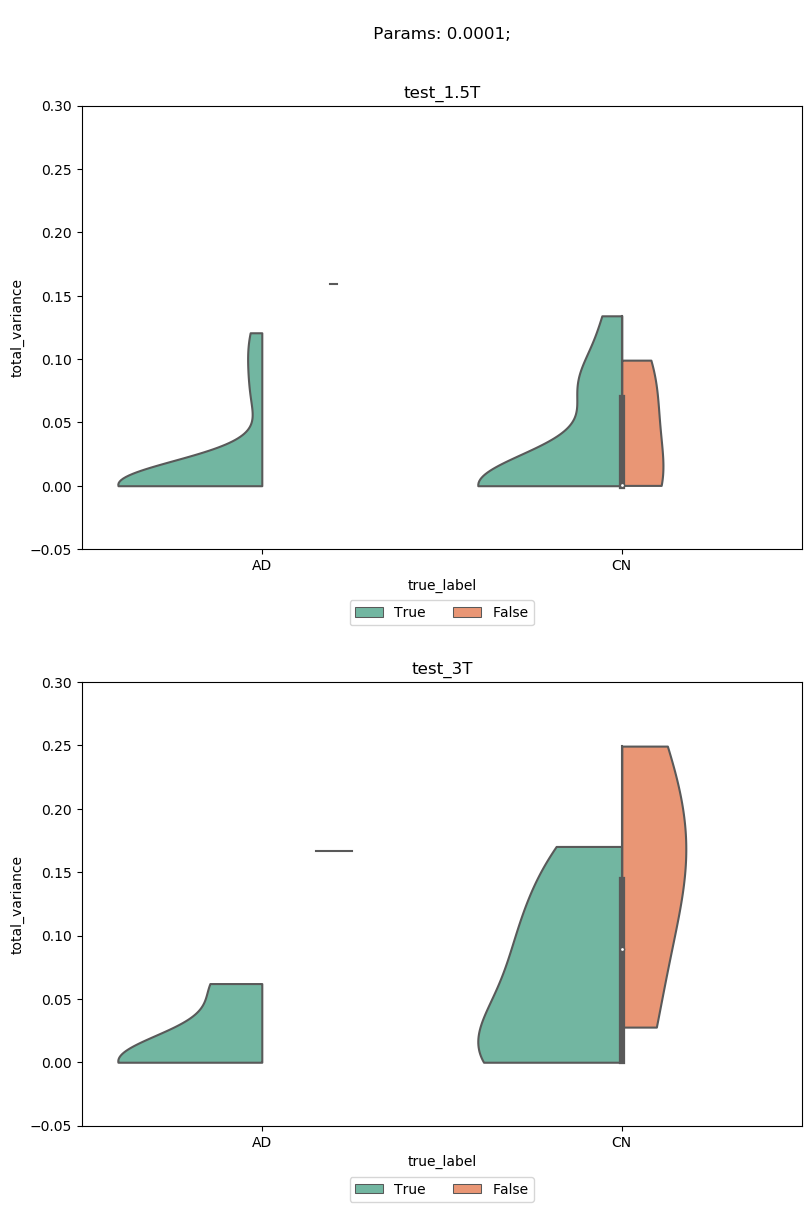 Params: 0.0001;
test_1.5T
0.30
0.25
0.20
0.15
0.10
0.05
0.00
−0.05
total_variance
AD CN
true_label
True False
test_3T
0.30
0.25
0.20
0.15
0.10
0.05
0.00
−0.05
total_variance
AD CN
true_label
True False